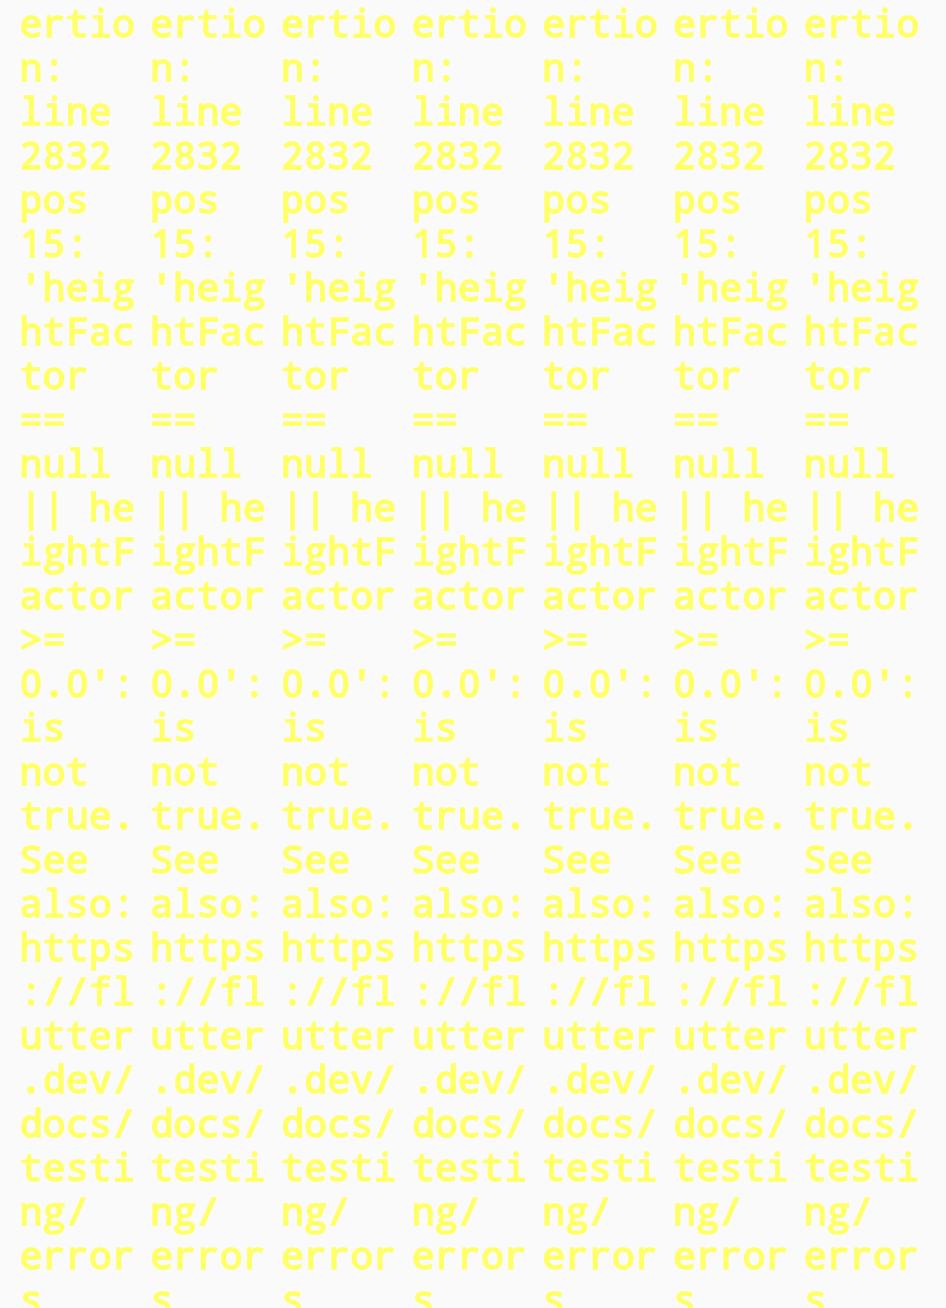 ertio
n:
line
2832
pos
15:
'heig
htFac
tor
==
null
|| he
ightF
actor
>=
0.0':
is
not
true.
See
also:
https
://fl
utter
.dev/
docs/
testi
ng/
error
s
ertio
n:
line
2832
pos
15:
'heig
htFac
tor
==
null
|| he
ightF
actor
>=
0.0':
is
not
true.
See
also:
https
://fl
utter
.dev/
docs/
testi
ng/
error
s
ertio
n:
line
2832
pos
15:
'heig
htFac
tor
==
null
|| he
ightF
actor
>=
0.0':
is
not
true.
See
also:
https
://fl
utter
.dev/
docs/
testi
ng/
error
s
ertio
n:
line
2832
pos
15:
'heig
htFac
tor
==
null
|| he
ightF
actor
>=
0.0':
is
not
true.
See
also:
https
://fl
utter
.dev/
docs/
testi
ng/
error
s
ertio
n:
line
2832
pos
15:
'heig
htFac
tor
==
null
|| he
ightF
actor
>=
0.0':
is
not
true.
See
also:
https
://fl
utter
.dev/
docs/
testi
ng/
error
s
ertio
n:
line
2832
pos
15:
'heig
htFac
tor
==
null
|| he
ightF
actor
>=
0.0':
is
not
true.
See
also:
https
://fl
utter
.dev/
docs/
testi
ng/
error
s
ertio
n:
line
2832
pos
15:
'heig
htFac
tor
==
null
|| he
ightF
actor
>=
0.0':
is
not
true.
See
also:
https
://fl
utter
.dev/
docs/
testi
ng/
error
s